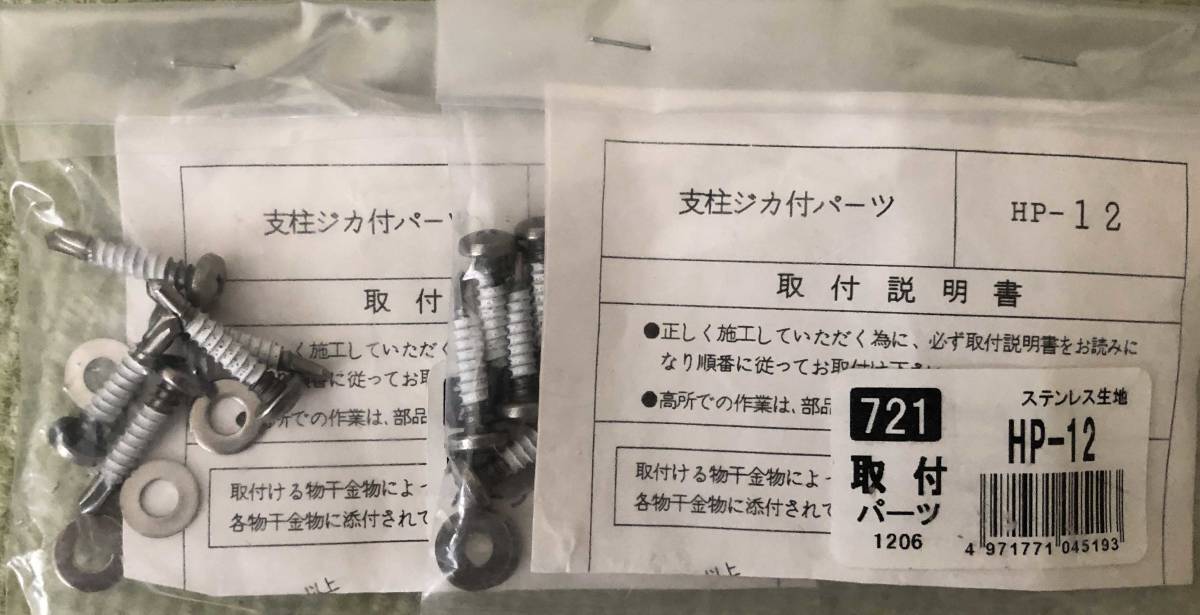 支柱ジカ付パー
取付
く施工していただく
番に従ってお取
所での作業は、部品
取付ける物干金物によ
各物干金物に添付されて
以上
支柱ジカ付パーツ
HP-12
取付説明書
●正しく施工していただく為に、必ず取付説明書をお読みに
なり順番に従ってお取付け下さい
●高所での作業は、部品
取付ける物干金物によっ
各物干金物に添付されて
以上
721
ステンレス生地
HP-12
取付
パーツ
1206
4 971771 045193